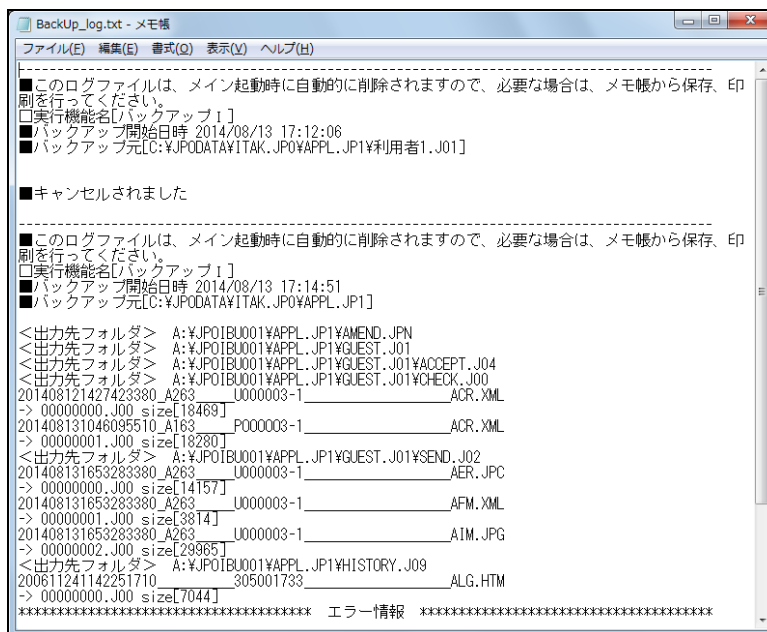 BackUp_log.txt - メモ帳
ファイル(F) 編集(E) 書式(O) 表示(V) ヘルプ(H)
--------------------------------------------------------------------------------
■このログファイルは、メイン起動時に自動的に削除されますので、必要な場合は、メモ帳から保存、印
刷を行ってください。
□実行機能名[バックアップⅠ]
■バックアップ開始日時 2014/08/13 17:12:06
■バックアップ元[C:¥JPODATA¥ITAK.JP0¥APPL.JP1¥利用者1.J01]
■キャンセルされました
--------------------------------------------------------------------------------
■このログファイルは、メイン起動時に自動的に削除されますので、必要な場合は、メモ帳から保存、印
刷を行ってください。
□実行機能名[バックアップⅠ]
■バックアップ開始日時 2014/08/13 17:14:51
■バックアップ元[C:¥JPODATA¥ITAK.JP0¥APPL.JP1]
<出力先フォルダ> A:¥JPOIBU001¥APPL.JP1¥AMEND.JPN
<出力先フォルダ> A:¥JPOIBU001¥APPL.JP1¥GUEST.J01
<出力先フォルダ> A:¥JPOIBU001¥APPL.JP1¥GUEST.J01¥ACCEPT.J04
<出力先フォルダ> A:¥JPOIBU001¥APPL.JP1¥GUEST.J01¥CHECK.J00
201408121427423380_A263_____U000003-1__________________ACR.XML
-> 00000000.J00 size[18469]
201408131046095510_A163_____P000003-1__________________ACR.XML
-> 00000001.J00 size[18280]
<出力先フォルダ> A:¥JPOIBU001¥APPL.JP1¥GUEST.J01¥SEND.J02
201408131653283380_A263_____U000003-1__________________AER.JPC
-> 00000000.J00 size[14157]
201408131653283380_A263_____U000003-1__________________AFM.XML
-> 00000001.J00 size[3814]
201408131653283380_A263_____U000003-1__________________AIM.JPG
-> 00000002.J00 size[29965]
<出力先フォルダ> A:¥JPOIBU001¥APPL.JP1¥HISTORY.J09
200611241142251710__________305001733__________________ALG.HTM
-> 00000000.J00 size[7044]
************************************ エラー情報 ************************************